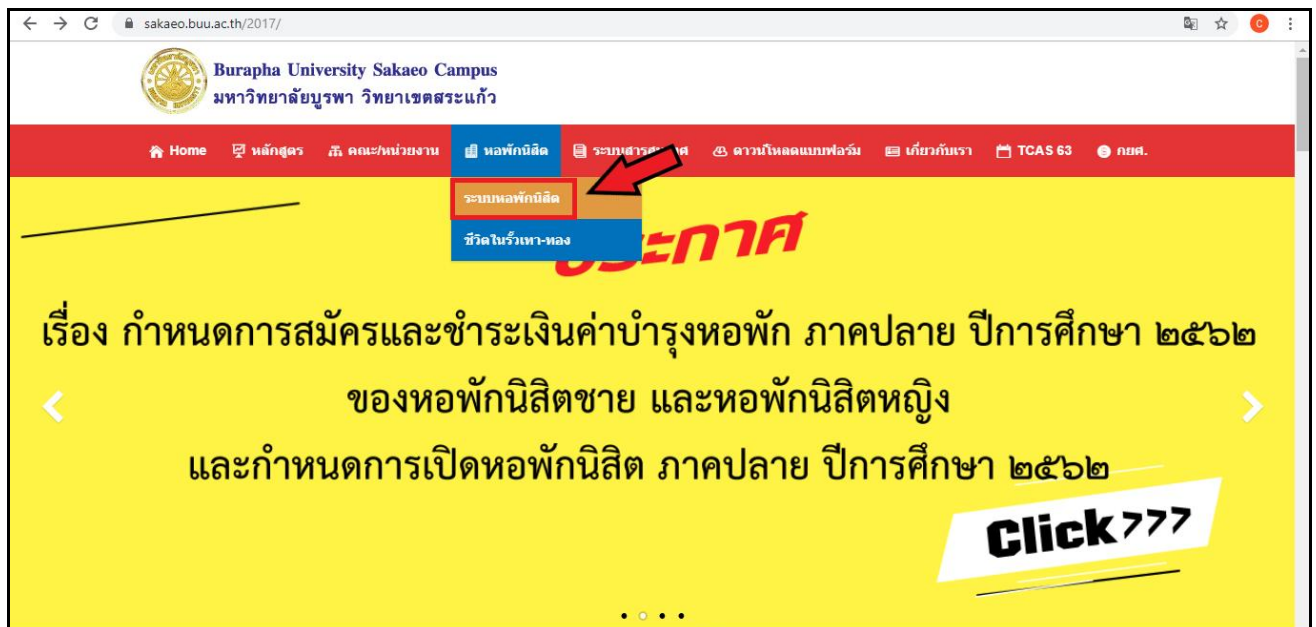 sakaeo.buu.ac.th/2017/
C
Burapha University Sakaeo Campus
มหาวิทยาลัยบูรพา วิทยาเขตสระแก้ว
Home หลักสูตร คณะ/หน่วยงาน หอพักนิสิต ระบบสารสนเทศ ดาวน์โหลดแบบฟอร์ม เกี่ยวกับเรา TCAS 63 กยศ.
ระบบหอพักนิสิต
ชีวิตในรั้วเทา-ทอง
ประกาศ
เรื่อง กำหนดการสมัครและชำระเงินค่าบำรุงหอพัก ภาคปลาย ปีการศึกษา ๒๕๖๒
ของหอพักนิสิตชาย และหอพักนิสิตหญิง
และกำหนดการเปิดหอพักนิสิต ภาคปลาย ปีการศึกษา ๒๕๖๒
Click>>>